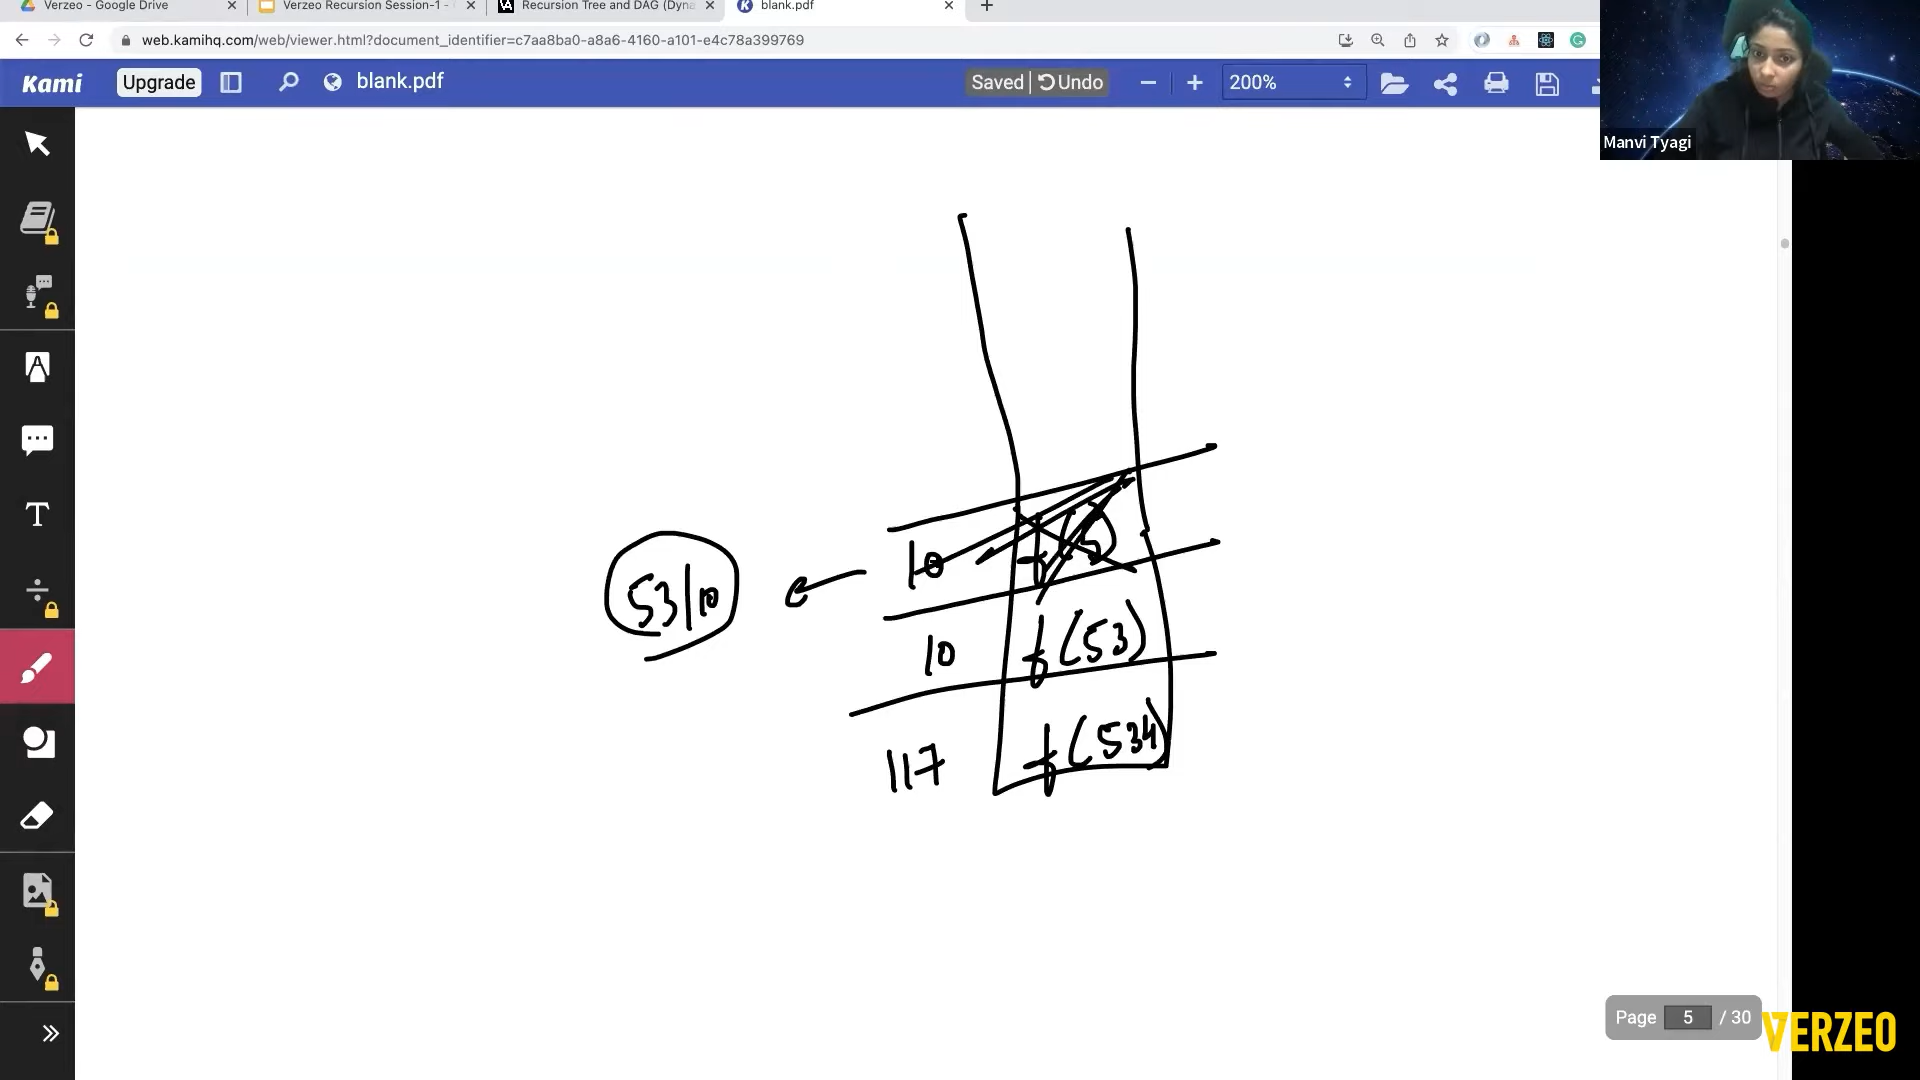 Verzeo - Google Drive
Verzeo Recursion Session-1 -
Recursion Tree and DAG (Dyna
blank.pdf
web.kamihq.com/web/viewer.html?document_identifier=c7aa8ba0-a8a6-4160-a101-e4c78a399769
Kami
Upgrade
blank.pdf
Saved
Undo
200%
Manvi Tyagi
10 f(5)
53/10
10 f(53)
117 f(534)
Page 5 / 30
VERZEO